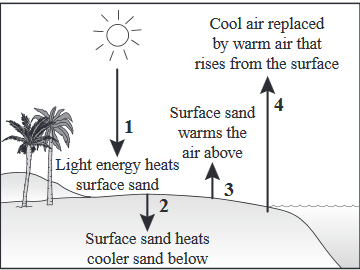 Cool air replaced
by warm air that
rises from the surface
4
Surface sand
warms the
air above
1
Light energy heats
surface sand
3
2
Surface sand heats
cooler sand below